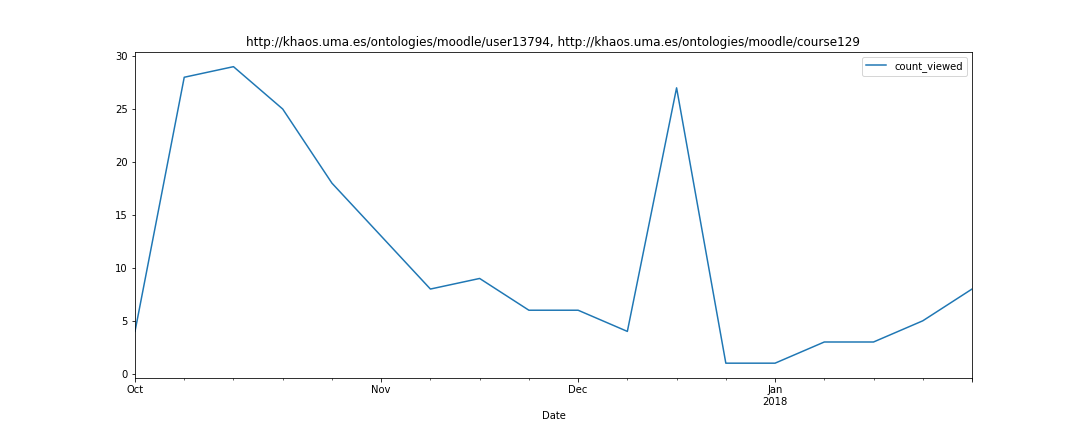 http://khaos.uma.es/ontologies/moodle/user13794, http://khaos.uma.es/ontologies/moodle/course129
count_viewed
30
25
20
15
10
5
0
Oct
Nov
Dec
Jan
2018
Date